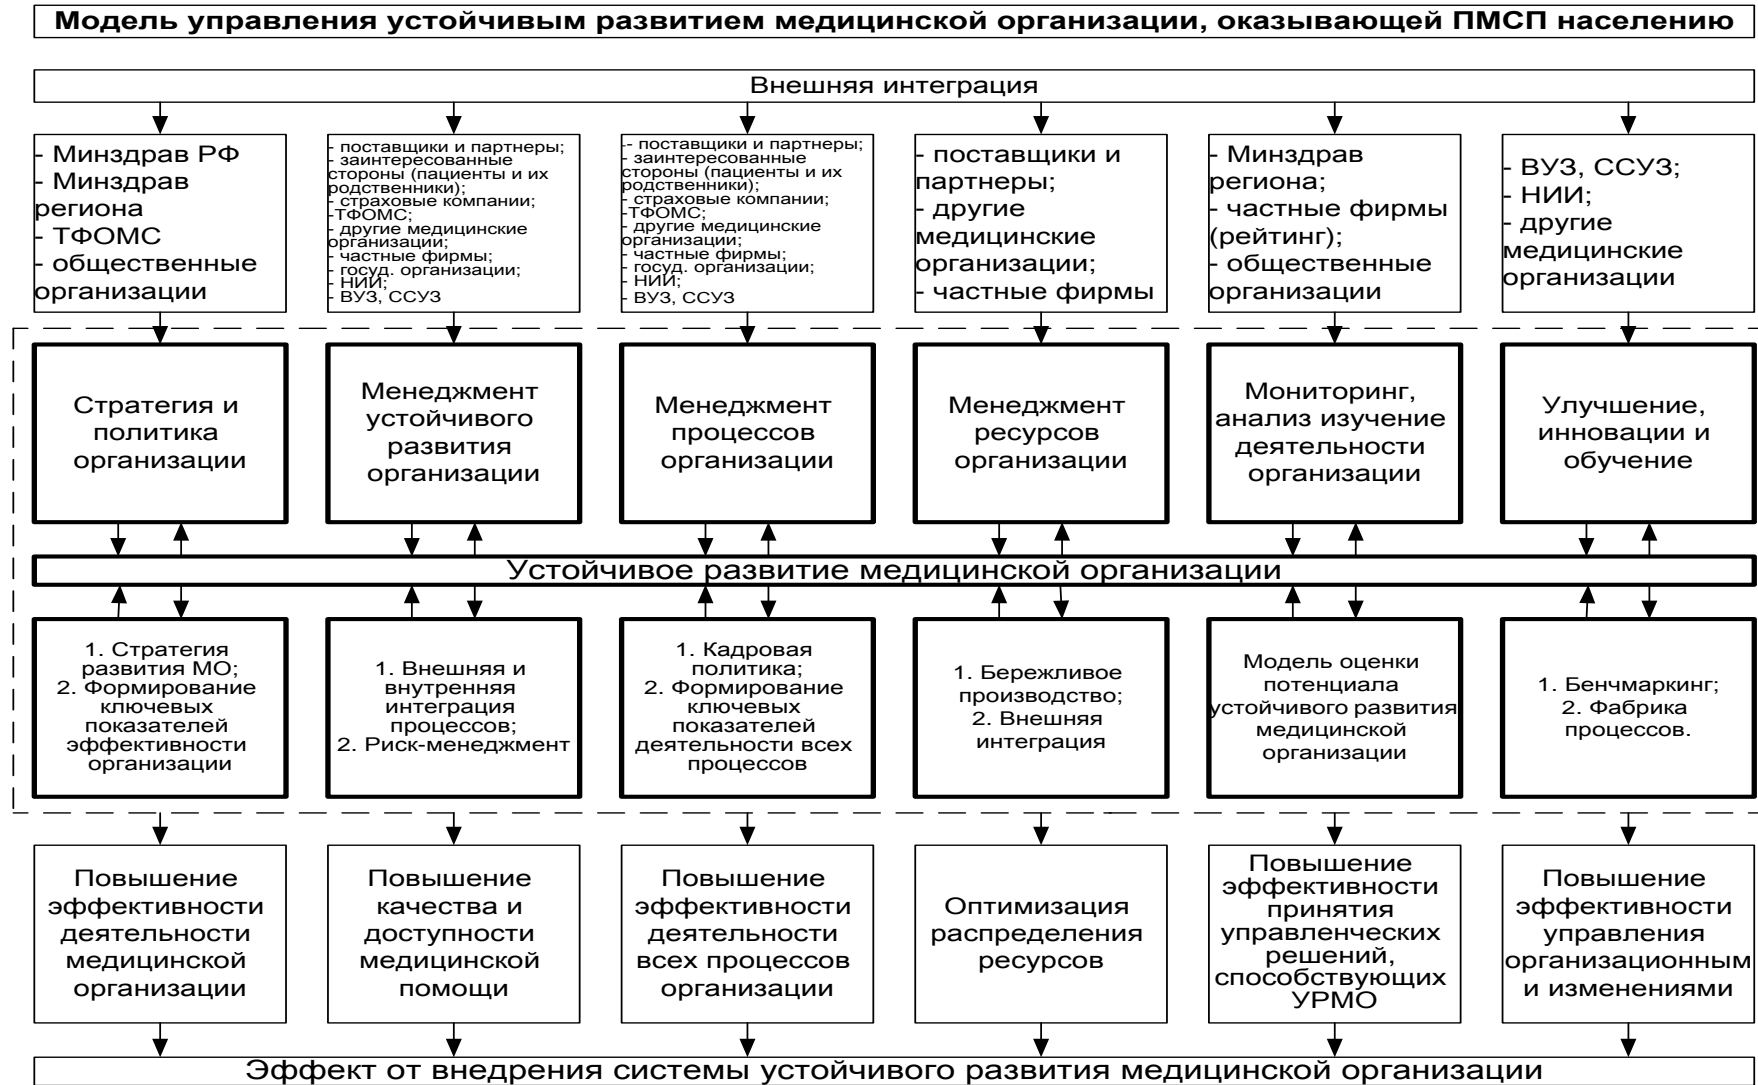 Модель управления устойчивым развитием медицинской организации, оказывающей ПМСП населению
Внешняя интеграция
- Минздрав РФ
- Минздрав
региона
- ТФОМС
- общественные
организации
- поставщики и партнеры;
- заинтересованные
стороны (пациенты и их
родственники);
- страховые компании;
-ТФОМС;
- другие медицинские
организации;
- частные фирмы;
- госуд. организации;
- НИИ;
- ВУЗ, ССУЗ
.- поставщики и партнеры;
- заинтересованные
стороны (пациенты и их
родственники);
- страховые компании;
-ТФОМС;
- другие медицинские
организации;
- частные фирмы;
- госуд. организации;
- НИИ;
- ВУЗ, ССУЗ
- поставщики и
партнеры;
- другие
медицинские
организации;
- частные фирмы
- Минздрав
региона;
- частные фирмы
(рейтинг);
- общественные
организации
- ВУЗ, ССУЗ;
- НИИ;
- другие
медицинские
организации
Стратегия и
политика
организации
Менеджмент
устойчивого
развития
организации
Менеджмент
процессов
организации
Менеджмент
ресурсов
организации
Мониторинг,
анализ изучение
деятельности
организации
Улучшение,
инновации и
обучение
Устойчивое развитие медицинской организации
1. Стратегия
развития МО;
2. Формирование
ключевых
показателей
эффективности
организации
1. Внешняя и
внутренняя
интеграция
процессов;
2. Риск-менеджмент
1. Кадровая
политика;
2. Формирование
ключевых
показателей
деятельности всех
процессов
1. Бережливое
производство;
2. Внешняя
интеграция
Модель оценки
потенциала
устойчивого развития
медицинской
организации
1. Бенчмаркинг;
2. Фабрика
процессов.
Повышение
эффективности
деятельности
медицинской
организации
Повышение
качества и
доступности
медицинской
помощи
Повышение
эффективности
деятельности
всех процессов
организации
Оптимизация
распределения
ресурсов
Повышение
эффективности
принятия
управленческих
решений,
способствующих
УРМО
Повышение
эффективности
управления
организационным
и изменениями
Эффект от внедрения системы устойчивого развития медицинской организации